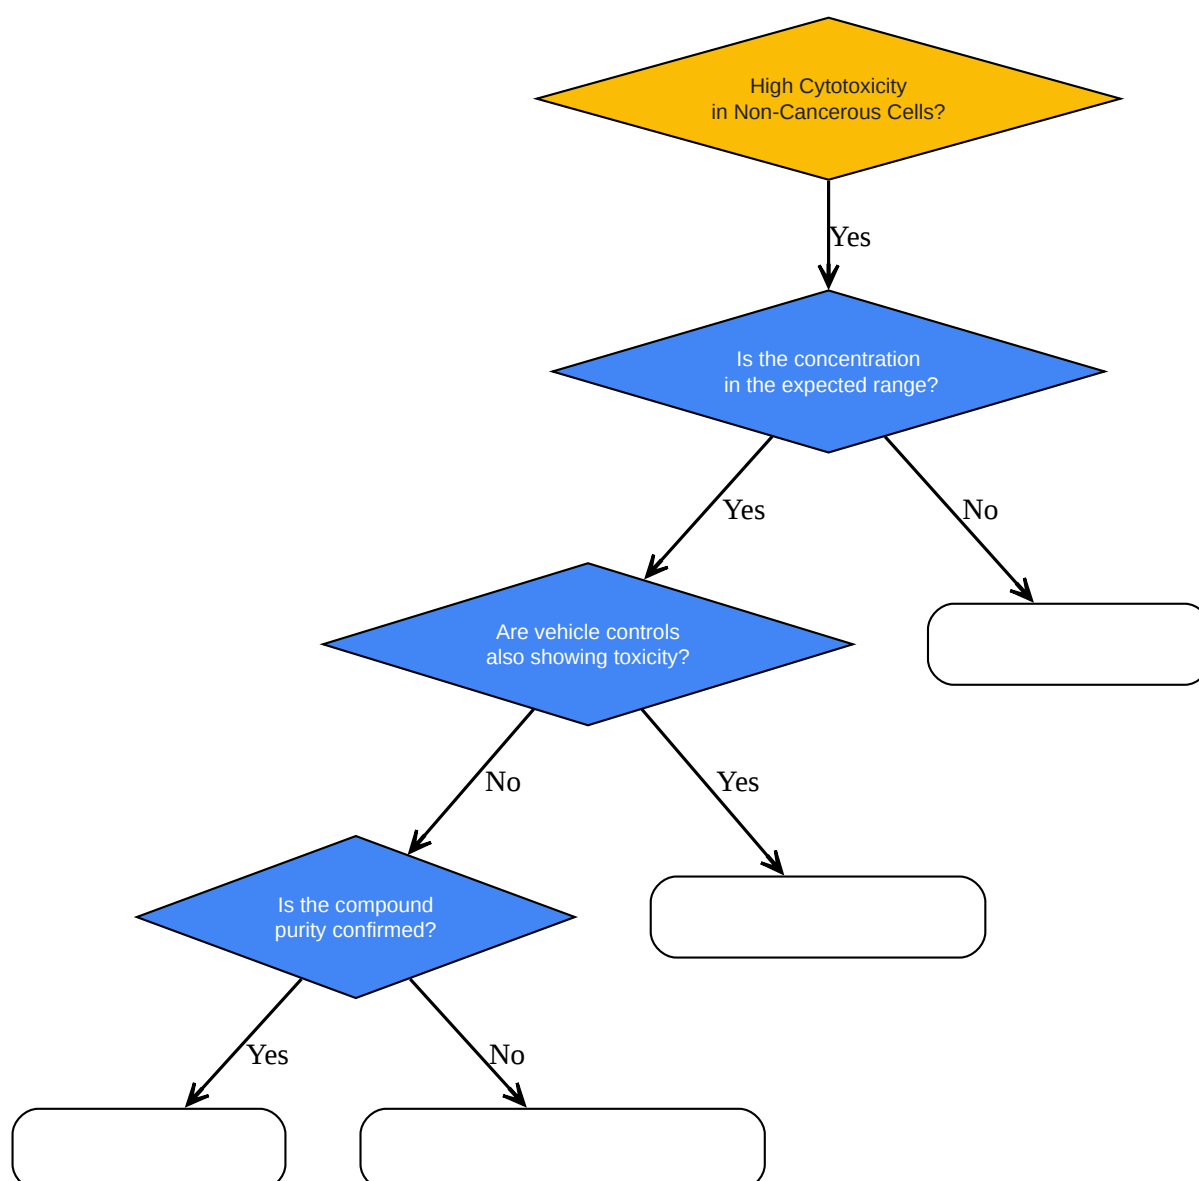 High Cytotoxicity
in Non-Cancerous Cells?
Yes
Is the concentration
in the expected range?
Yes
No
Are vehicle controls
also showing toxicity?
No
Yes
Is the compound
purity confirmed?
Yes
No